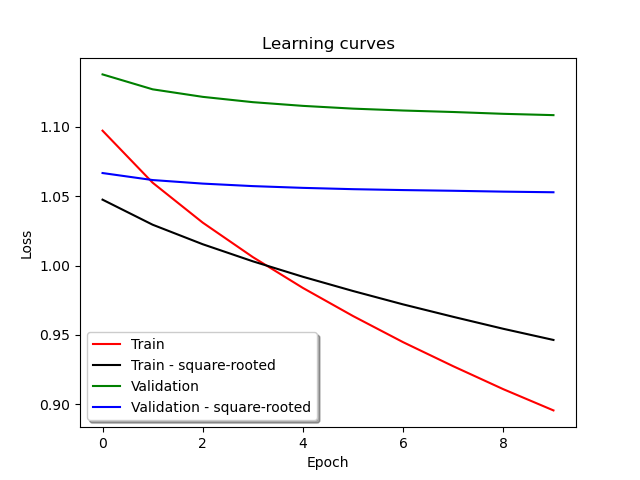 Learning curves
Loss
1.10
1.05
1.00
0.95
0.90
Train
Train - square-rooted
Validation
Validation - square-rooted
0
2
4
6
8
Epoch